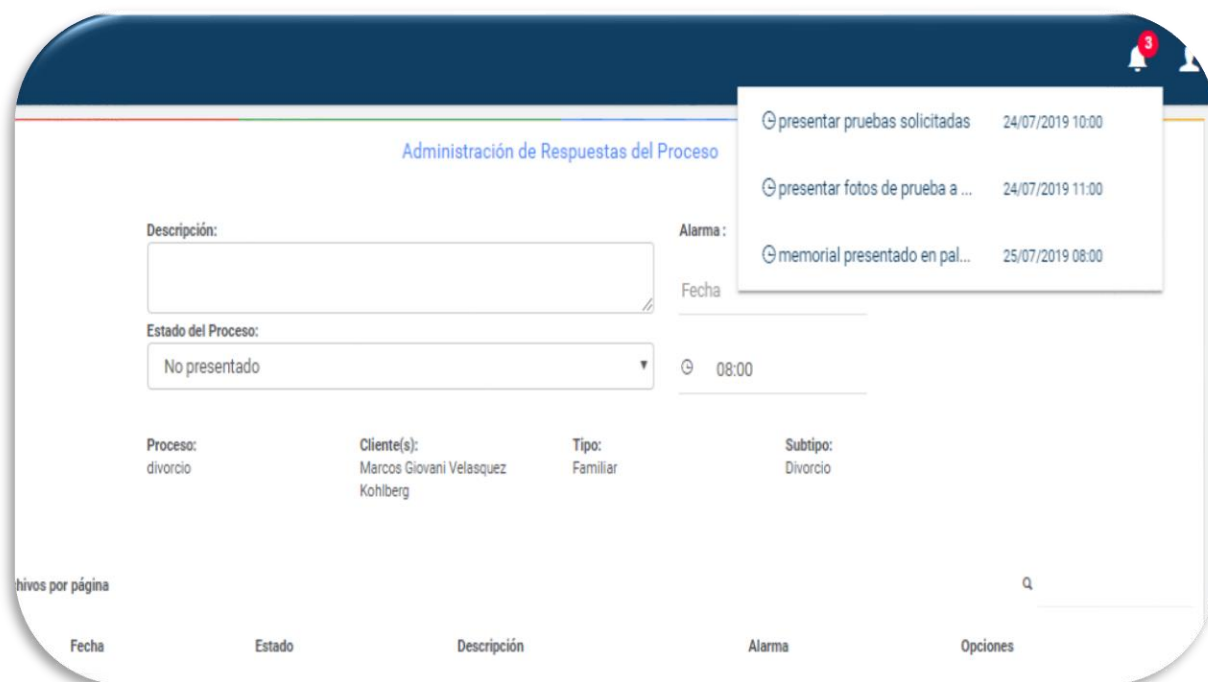 3
presentar pruebas solicitadas 24/07/2019 10:00
Administración de Respuestas del Proceso
presentar fotos de prueba a ... 24/07/2019 11:00
Descripción:
Alarma :
memorial presentado en pal... 25/07/2019 08:00
Fecha
Estado del Proceso:
No presentado
08:00
Proceso: Cliente(s): Tipo: Subtipo:
divorcio Marcos Giovani Velasquez Familiar Divorcio
Kohlberg
hivos por página
Fecha Estado Descripción Alarma Opciones